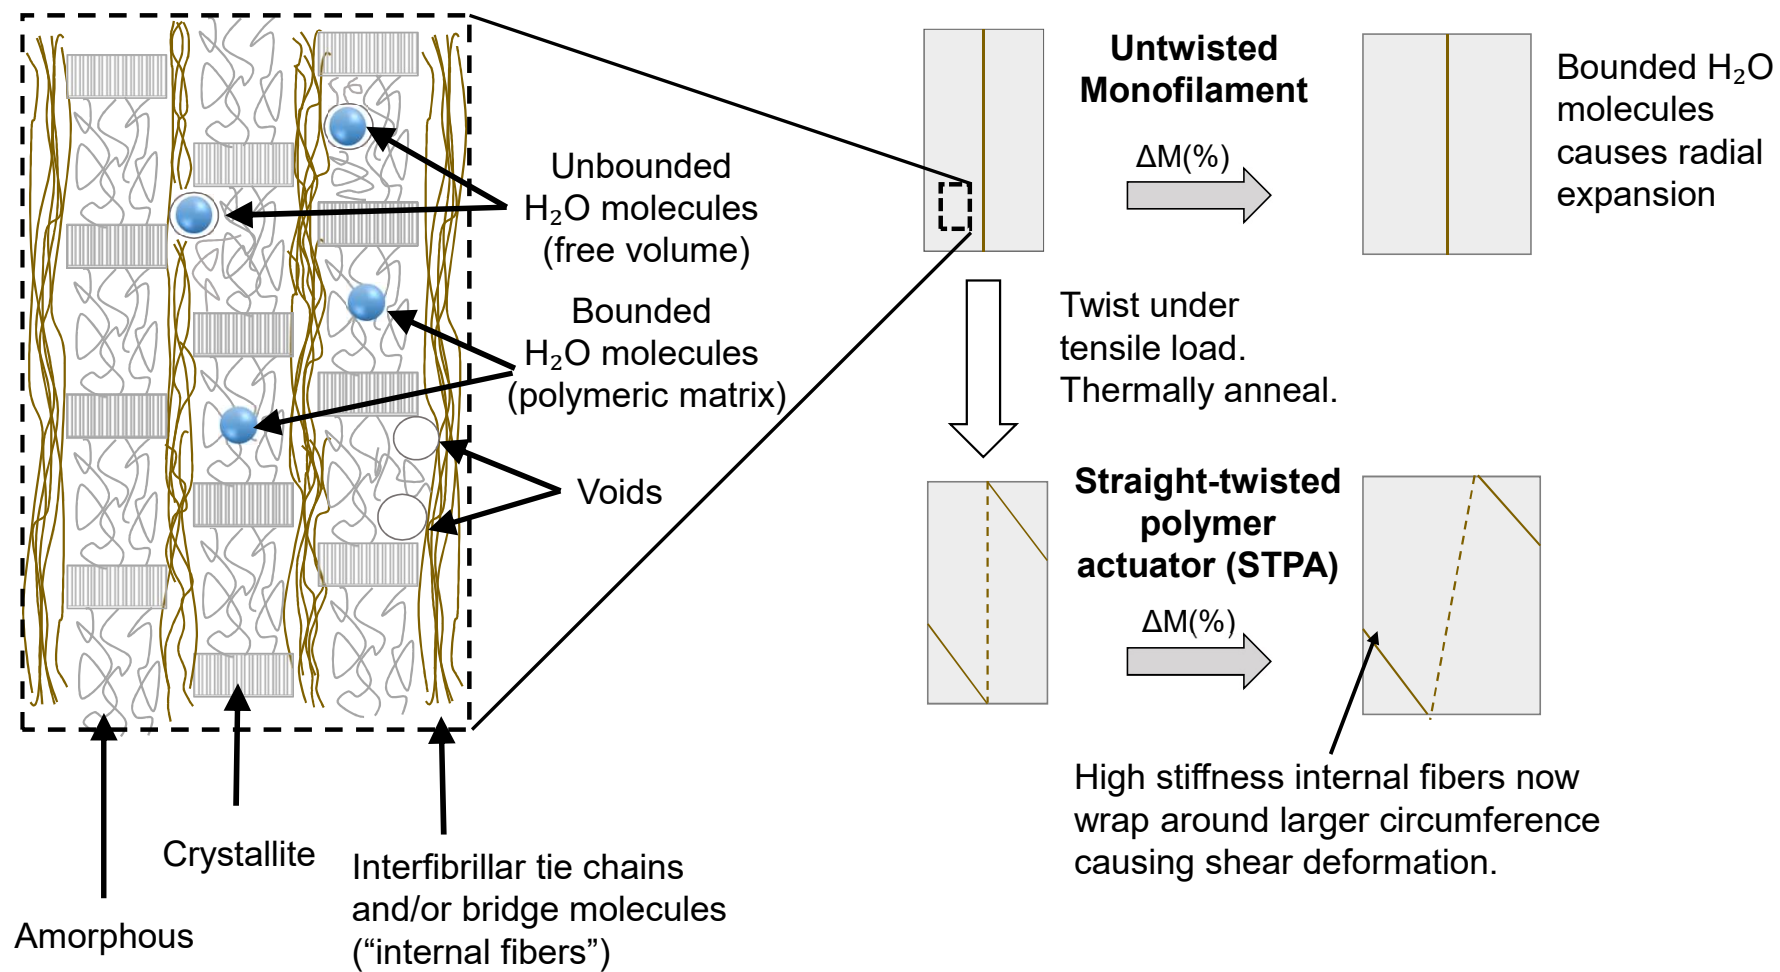 Unbounded
H₂O molecules
(free volume)
Bounded
H₂O molecules
(polymeric matrix)
Voids
Amorphous
Crystallite
Interfibrillar tie chains
and/or bridge molecules
(“internal fibers”)
Untwisted
Monofilament
ΔM(%)
Bounded H₂O
molecules
causes radial
expansion
Twist under
tensile load.
Thermally anneal.
Straight-twisted
polymer
actuator (STPA)
ΔM(%)
High stiffness internal fibers now
wrap around larger circumference
causing shear deformation.